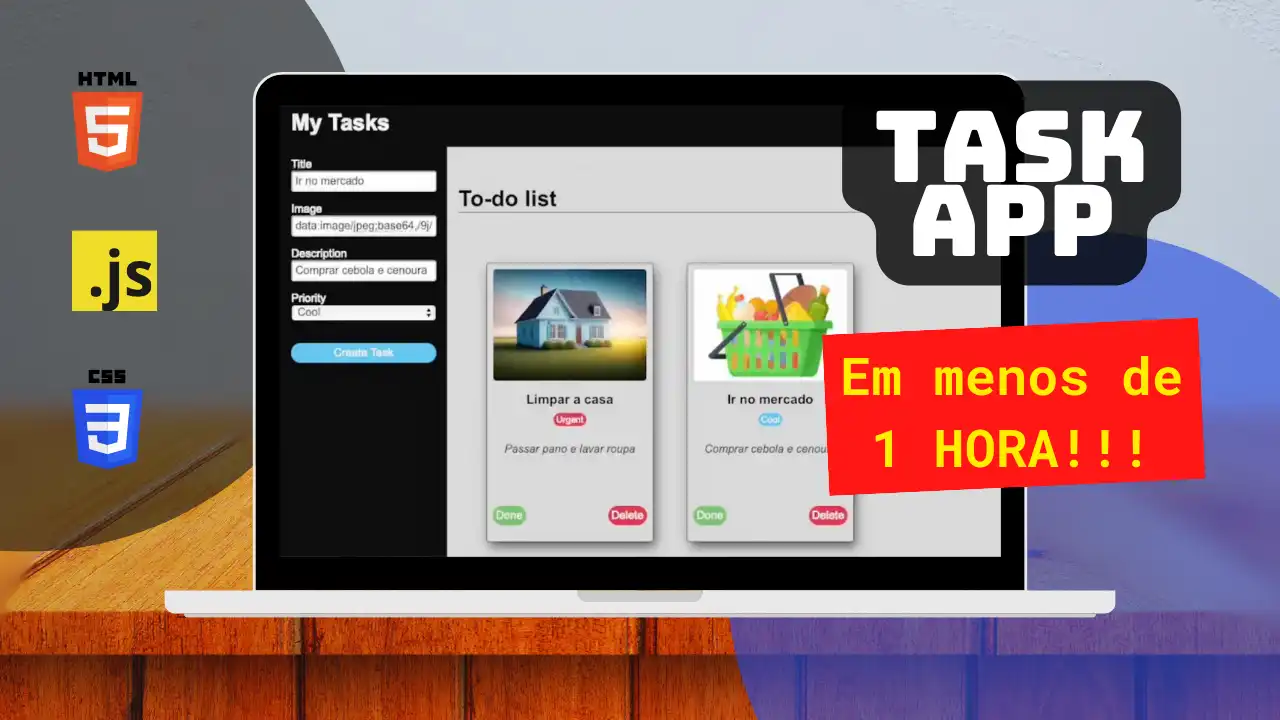 HTML
5
.js
CSS
3
My Tasks
Title
Ir no mercado
Image
data:image/jpeg;base64,/9j/
Description
Comprar cebola e cenoura
Priority
Cool
Create Task
To-do list
Limpar a casa
Urgent
Passar pano e lavar roupa
Done
Delete
Ir no mercado
Cool
Comprar cebola e cenou
Done
Delete
TASK
APP
Em menos de
1 HORA!!!